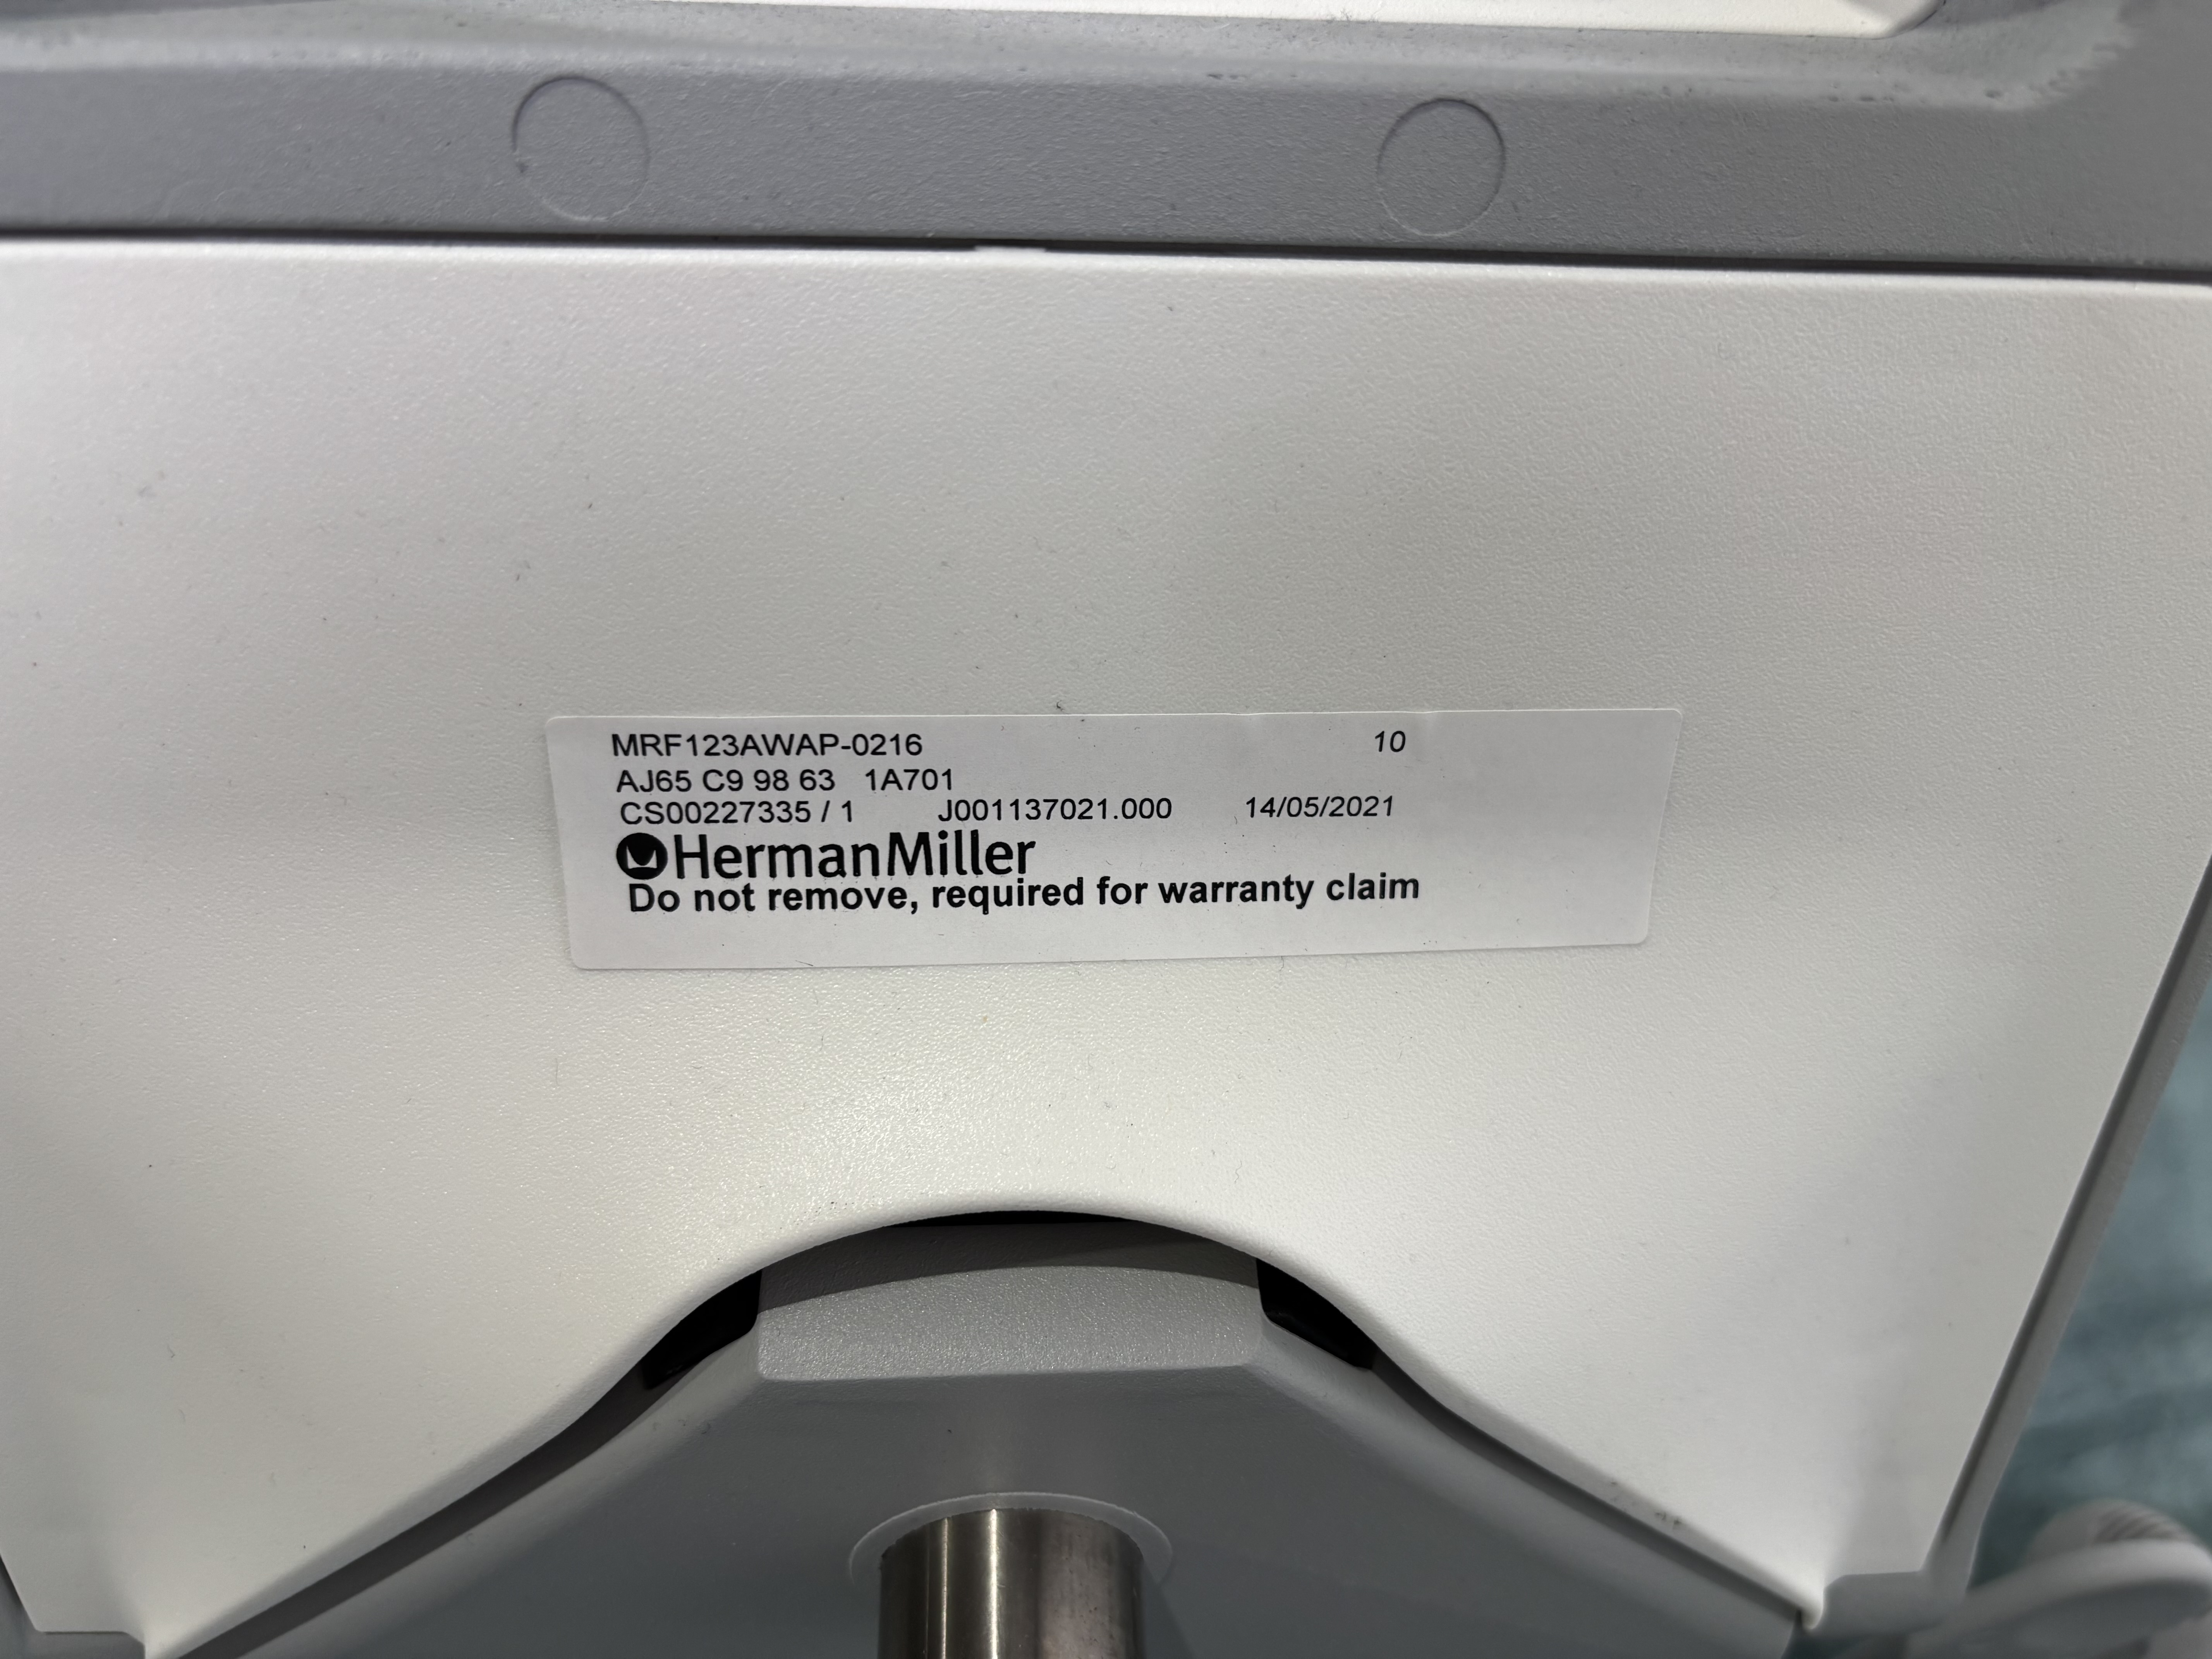 MRF123AWAP-0216 10
AJ65 C9 98 63 1A701
CS00227335 / 1 J001137021.000 14/05/2021
HermanMiller
Do not remove, required for warranty claim